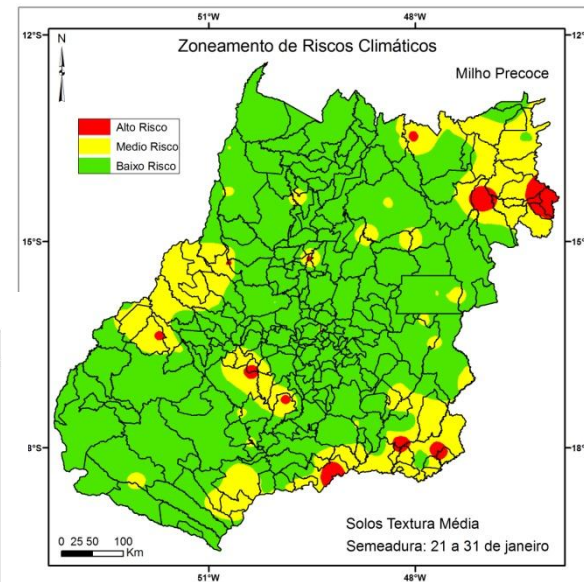 51°W
48°W
12°S
12°S
N
Zoneamento de Riscos Climáticos
Milho Precoce
Alto Risco
Medio Risco
Baixo Risco
15°S
15°S
8°S
18°S
0 25 50 100
Km
Solos Textura Média
Semeadura: 21 a 31 de janeiro
51°W
48°W